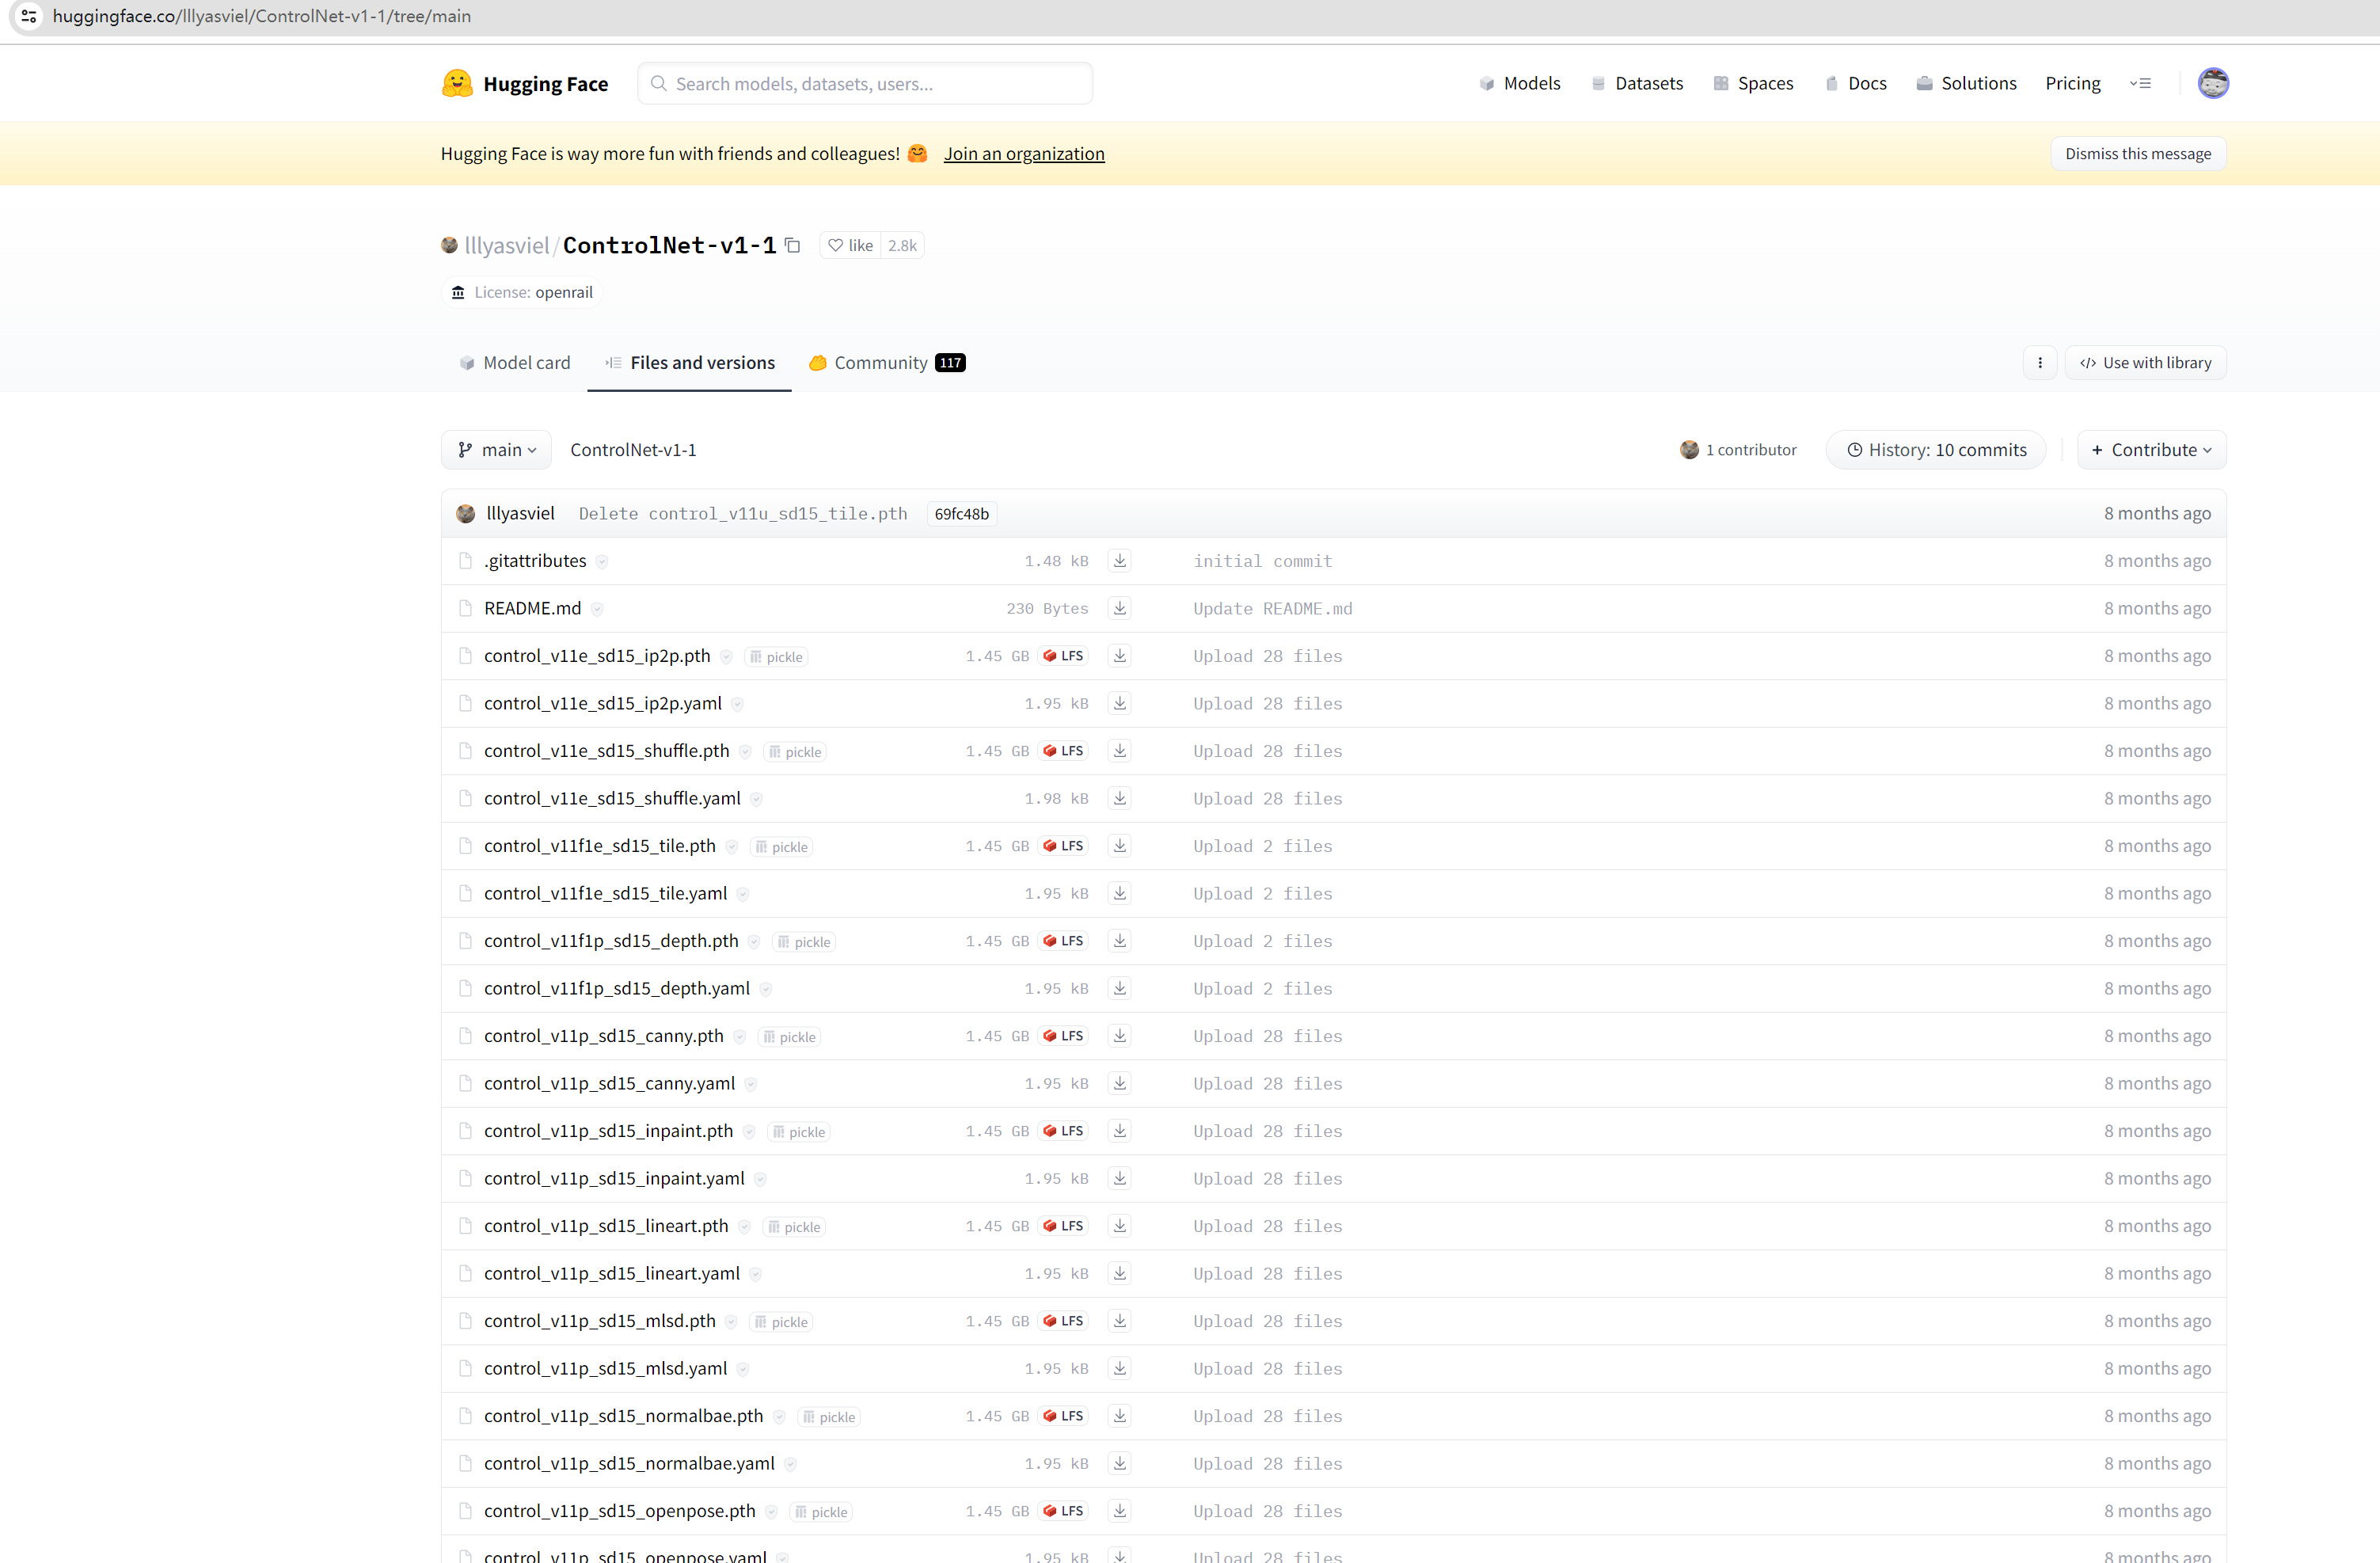 huggingface.co/lllyasviel/ControlNet-v1-1/tree/main
Hugging Face Search models, datasets, users... Models Datasets Spaces Docs Solutions Pricing
Hugging Face is way more fun with friends and colleagues! 🤗 Join an organization Dismiss this message
lllyasviel/ControlNet-v1-1 like 2.8k
License: openrail
Model card Files and versions Community 117 Use with library
main ControlNet-v1-1 1 contributor History: 10 commits + Contribute
lllyasviel Delete control_v11u_sd15_tile.pth 69fc48b 8 months ago
.gitattributes 1.48 kB initial commit 8 months ago
README.md 230 Bytes Update README.md 8 months ago
control_v11e_sd15_ip2p.pth pickle 1.45 GB LFS Upload 28 files 8 months ago
control_v11e_sd15_ip2p.yaml 1.95 kB Upload 28 files 8 months ago
control_v11e_sd15_shuffle.pth pickle 1.45 GB LFS Upload 28 files 8 months ago
control_v11e_sd15_shuffle.yaml 1.98 kB Upload 28 files 8 months ago
control_v11f1e_sd15_tile.pth pickle 1.45 GB LFS Upload 2 files 8 months ago
control_v11f1e_sd15_tile.yaml 1.95 kB Upload 2 files 8 months ago
control_v11f1p_sd15_depth.pth pickle 1.45 GB LFS Upload 2 files 8 months ago
control_v11f1p_sd15_depth.yaml 1.95 kB Upload 2 files 8 months ago
control_v11p_sd15_canny.pth pickle 1.45 GB LFS Upload 28 files 8 months ago
control_v11p_sd15_canny.yaml 1.95 kB Upload 28 files 8 months ago
control_v11p_sd15_inpaint.pth pickle 1.45 GB LFS Upload 28 files 8 months ago
control_v11p_sd15_inpaint.yaml 1.95 kB Upload 28 files 8 months ago
control_v11p_sd15_lineart.pth pickle 1.45 GB LFS Upload 28 files 8 months ago
control_v11p_sd15_lineart.yaml 1.95 kB Upload 28 files 8 months ago
control_v11p_sd15_mlsd.pth pickle 1.45 GB LFS Upload 28 files 8 months ago
control_v11p_sd15_mlsd.yaml 1.95 kB Upload 28 files 8 months ago
control_v11p_sd15_normalbae.pth pickle 1.45 GB LFS Upload 28 files 8 months ago
control_v11p_sd15_normalbae.yaml 1.95 kB Upload 28 files 8 months ago
control_v11p_sd15_openpose.pth pickle 1.45 GB LFS Upload 28 files 8 months ago
control_v11p_sd15_openpose.yaml 1.95 kB Upload 28 files 8 months ago